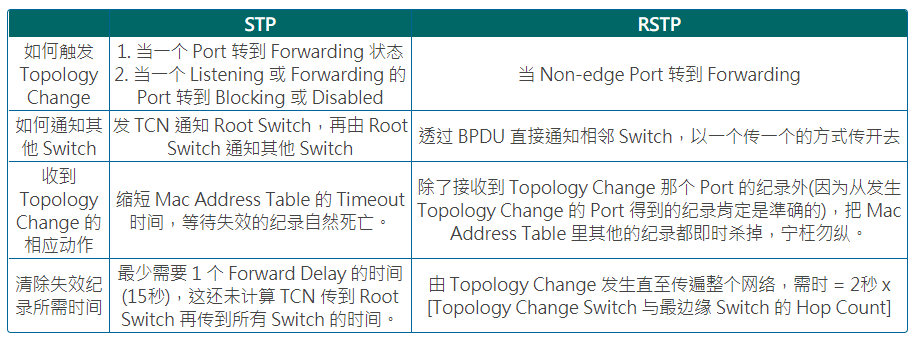 STP
RSTP
如何触发
Topology
Change
1. 当一个 Port 转到 Forwarding 状态
2. 当一个 Listening 或 Forwarding 的
Port 转到 Blocking 或 Disabled
当 Non-edge Port 转到 Forwarding
如何通知其
他 Switch
发 TCN 通知 Root Switch，再由 Root
Switch 通知其他 Switch
透过 BPDU 直接通知相邻 Switch，以一个传一个的方式传开去
收到
Topology
Change 的
相应动作
缩短 Mac Address Table 的 Timeout
时间，等待失效的纪录自然死亡。
除了接收到 Topology Change 那个 Port 的纪录外(因为从发生
Topology Change 的 Port 得到的纪录肯定是準确的)，把 Mac
Address Table 里其他的纪录都即时杀掉，宁枉勿纵。
清除失效纪
录所需时间
最少需要 1 个 Forward Delay 的时间
(15秒)，这还未计算 TCN 传到 Root
Switch 再传到所有 Switch 的时间。
由 Topology Change 发生直至传遍整个网络，需时 = 2秒 x
[Topology Change Switch 与最边缘 Switch 的 Hop Count]